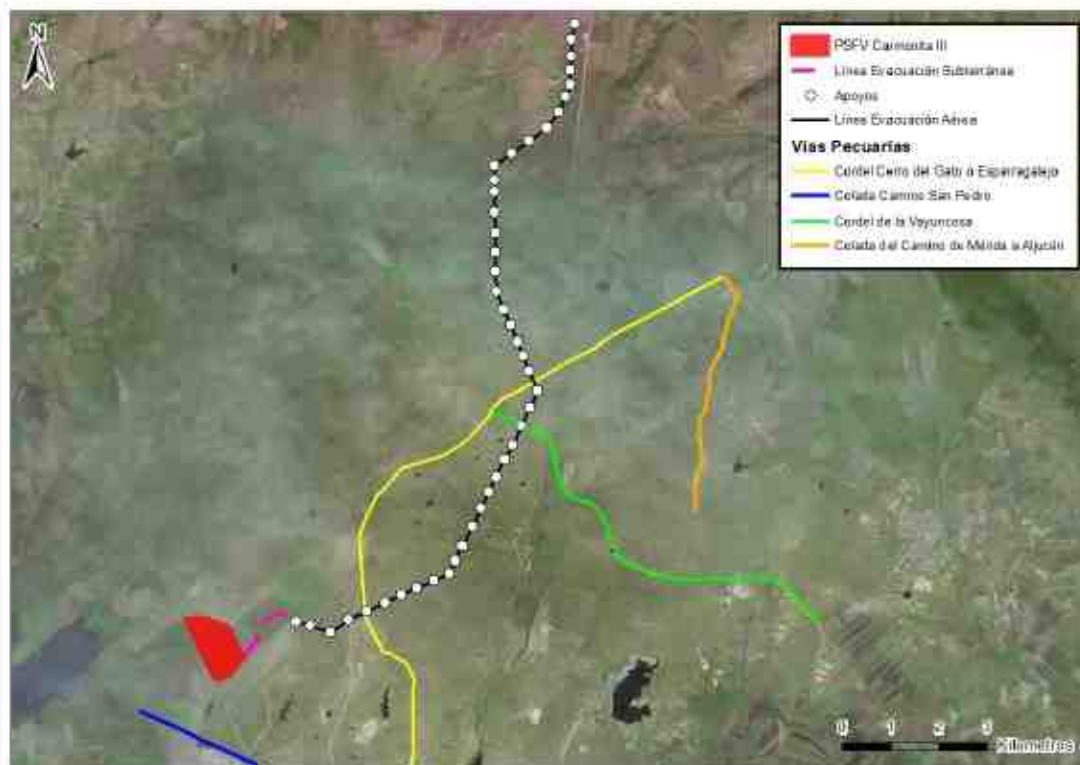 N
PSFV Carmonita III
Línea Evacuación Subterránea
Apoyos
Línea Evacuación Aérea
Vías Pecuarias
Cordel Cerro del Gato o Esparragalejo
Colada Camino San Pedro
Cordel de la Vayuncosa
Colada del Camino de Mérida a Aljucén
0 1 2 3
Kilometros